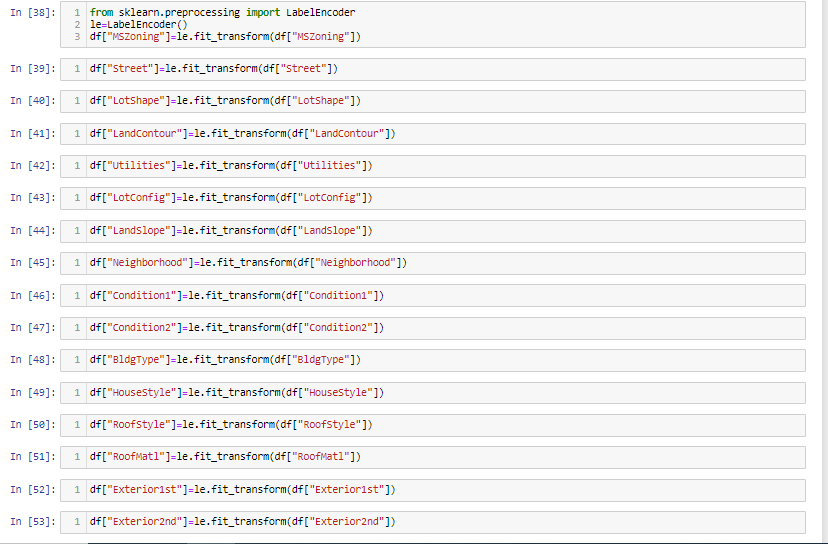 In [38]: 1 from sklearn.preprocessing import LabelEncoder
2 le=LabelEncoder()
3 df["MSZoning"]=le.fit_transform(df["MSZoning"])
In [39]: 1 df["Street"]=le.fit_transform(df["Street"])
In [40]: 1 df["LotShape"]=le.fit_transform(df["LotShape"])
In [41]: 1 df["LandContour"]=le.fit_transform(df["LandContour"])
In [42]: 1 df["Utilities"]=le.fit_transform(df["Utilities"])
In [43]: 1 df["LotConfig"]=le.fit_transform(df["LotConfig"])
In [44]: 1 df["LandSlope"]=le.fit_transform(df["LandSlope"])
In [45]: 1 df["Neighborhood"]=le.fit_transform(df["Neighborhood"])
In [46]: 1 df["Condition1"]=le.fit_transform(df["Condition1"])
In [47]: 1 df["Condition2"]=le.fit_transform(df["Condition2"])
In [48]: 1 df["BldgType"]=le.fit_transform(df["BldgType"])
In [49]: 1 df["HouseStyle"]=le.fit_transform(df["HouseStyle"])
In [50]: 1 df["RoofStyle"]=le.fit_transform(df["RoofStyle"])
In [51]: 1 df["RoofMatl"]=le.fit_transform(df["RoofMatl"])
In [52]: 1 df["Exterior1st"]=le.fit_transform(df["Exterior1st"])
In [53]: 1 df["Exterior2nd"]=le.fit_transform(df["Exterior2nd"])